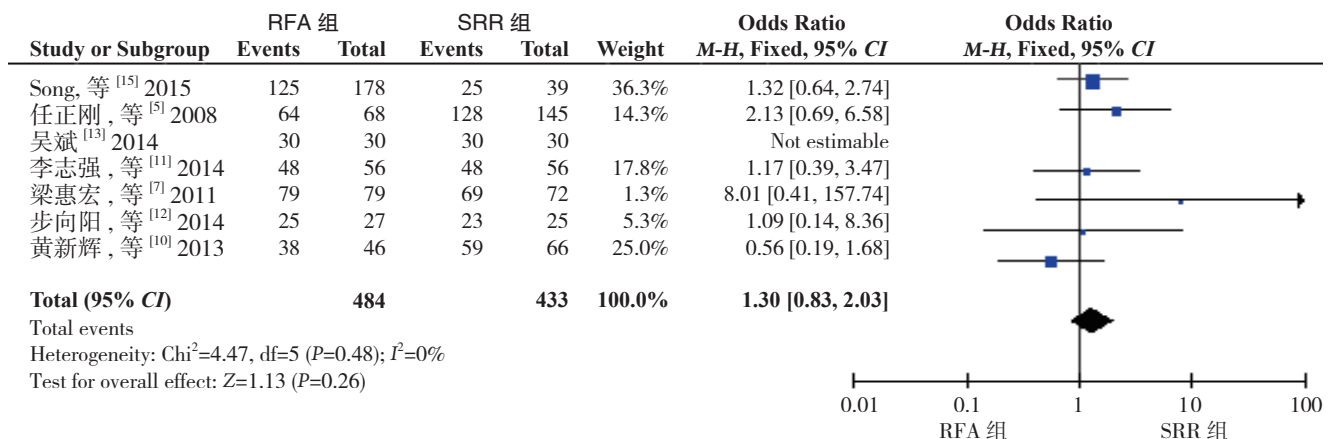 RFA 组 SRR 组 Odds Ratio Odds Ratio
Study or Subgroup Events Total Events Total Weight M-H, Fixed, 95% CI M-H, Fixed, 95% CI
Song, 等 [15] 2015 125 178 25 39 36.3% 1.32 [0.64, 2.74]
任正刚 , 等 [5] 2008 64 68 128 145 14.3% 2.13 [0.69, 6.58]
吴斌 [13] 2014 30 30 30 30 Not estimable
李志强 , 等 [11] 2014 48 56 48 56 17.8% 1.17 [0.39, 3.47]
梁惠宏 , 等 [7] 2011 79 79 69 72 1.3% 8.01 [0.41, 157.74]
步向阳 , 等 [12] 2014 25 27 23 25 5.3% 1.09 [0.14, 8.36]
黄新辉 , 等 [10] 2013 38 46 59 66 25.0% 0.56 [0.19, 1.68]
Total (95% CI) 484 433 100.0% 1.30 [0.83, 2.03]
Total events
Heterogeneity: Chi²=4.47, df=5 (P=0.48); I²=0%
Test for overall effect: Z=1.13 (P=0.26)
0.01 0.1 1 10 100
RFA 组 SRR 组